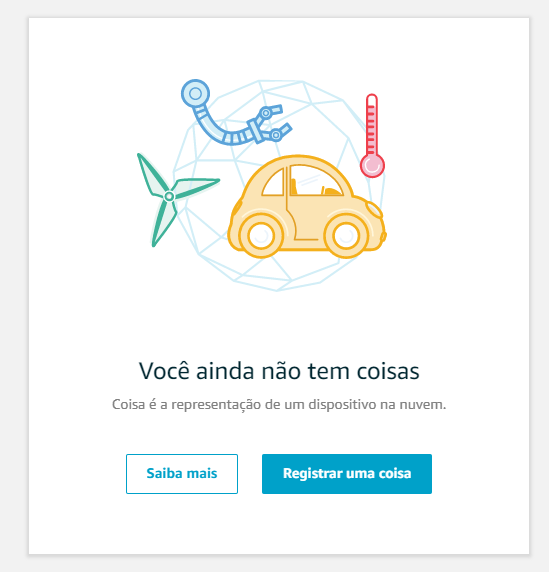 Você ainda não tem coisas
Coisa é a representação de um dispositivo na nuvem.
Saiba mais
Registrar uma coisa